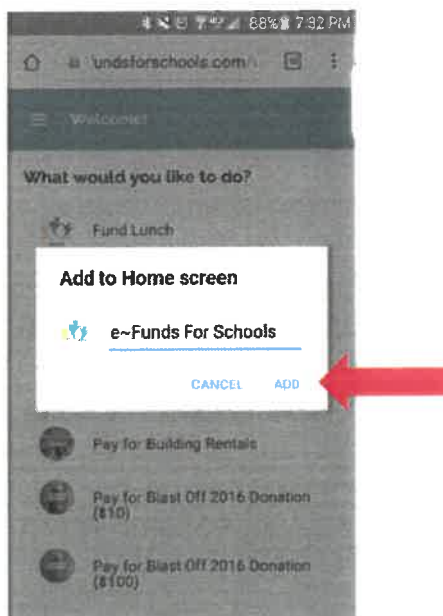 88% 7:32 PM
undsforschools.com
Welcome!
What would you like to do?
Fund Lunch
Add to Home screen
e~Funds For Schools
CANCEL ADD
Pay for Building Rentals
Pay for Blast Off 2016 Donation
($10)
Pay for Blast Off 2016 Donation
($100)